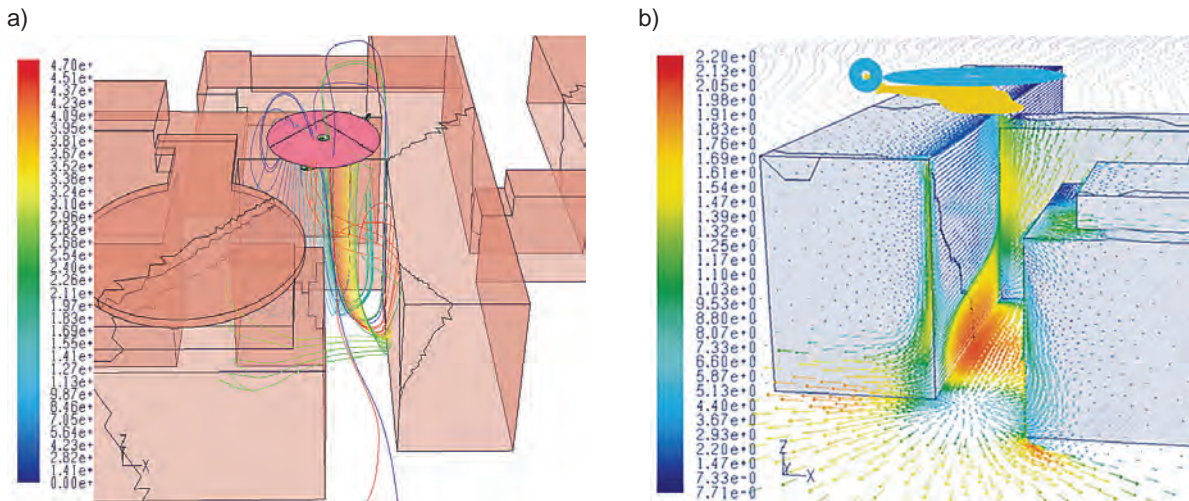 a)
4.70e+
4.51e+
4.37e+
4.23e+
4.09e+
3.95e+
3.81e+
3.67e+
3.52e+
3.38e+
3.24e+
3.10e+
2.96e+
2.82e+
2.68e+
2.54e+
2.40e+
2.26e+
2.11e+
1.97e+
1.83e+
1.69e+
1.55e+
1.41e+
1.27e+
1.13e+
9.87e+
8.46e+
7.05e+
5.64e+
4.23e+
2.82e+
1.41e+
0.00e+
Z
Y
X
b)
2.20e+0
2.13e+0
2.05e+0
1.98e+0
1.91e+0
1.83e+0
1.76e+0
1.69e+0
1.61e+0
1.54e+0
1.47e+0
1.39e+0
1.32e+0
1.25e+0
1.17e+0
1.10e+0
1.03e+0
9.53e+0
8.80e+0
8.07e+0
7.33e+0
6.60e+0
5.87e+0
5.13e+0
4.40e+0
3.67e+0
2.93e+0
2.20e+0
1.47e+0
7.33e+0
7.71e+0
Z
Y
X